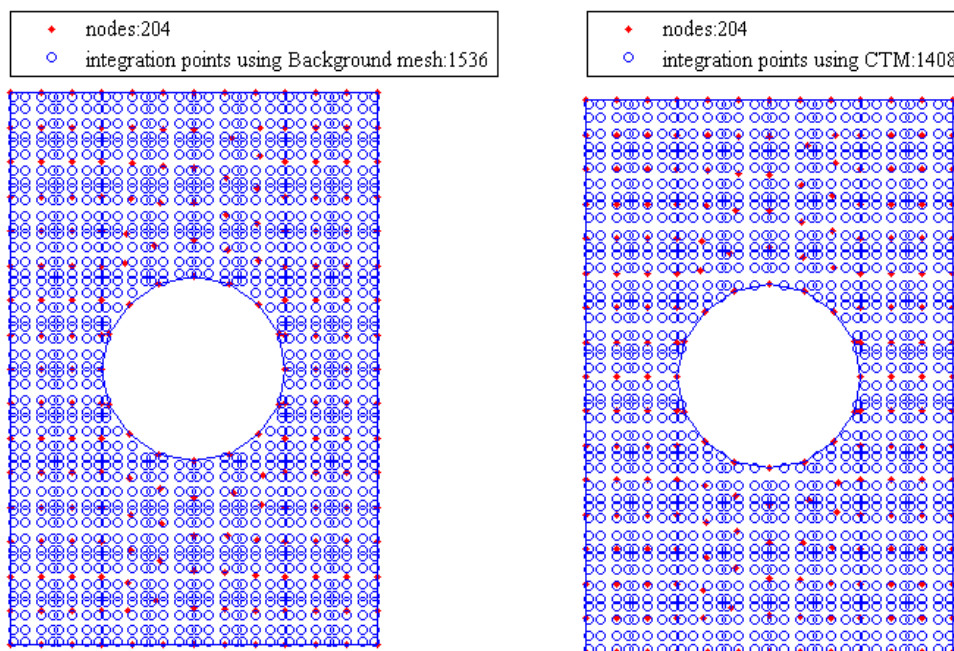 nodes:204
integration points using Background mesh:1536
nodes:204
integration points using CTM:1408